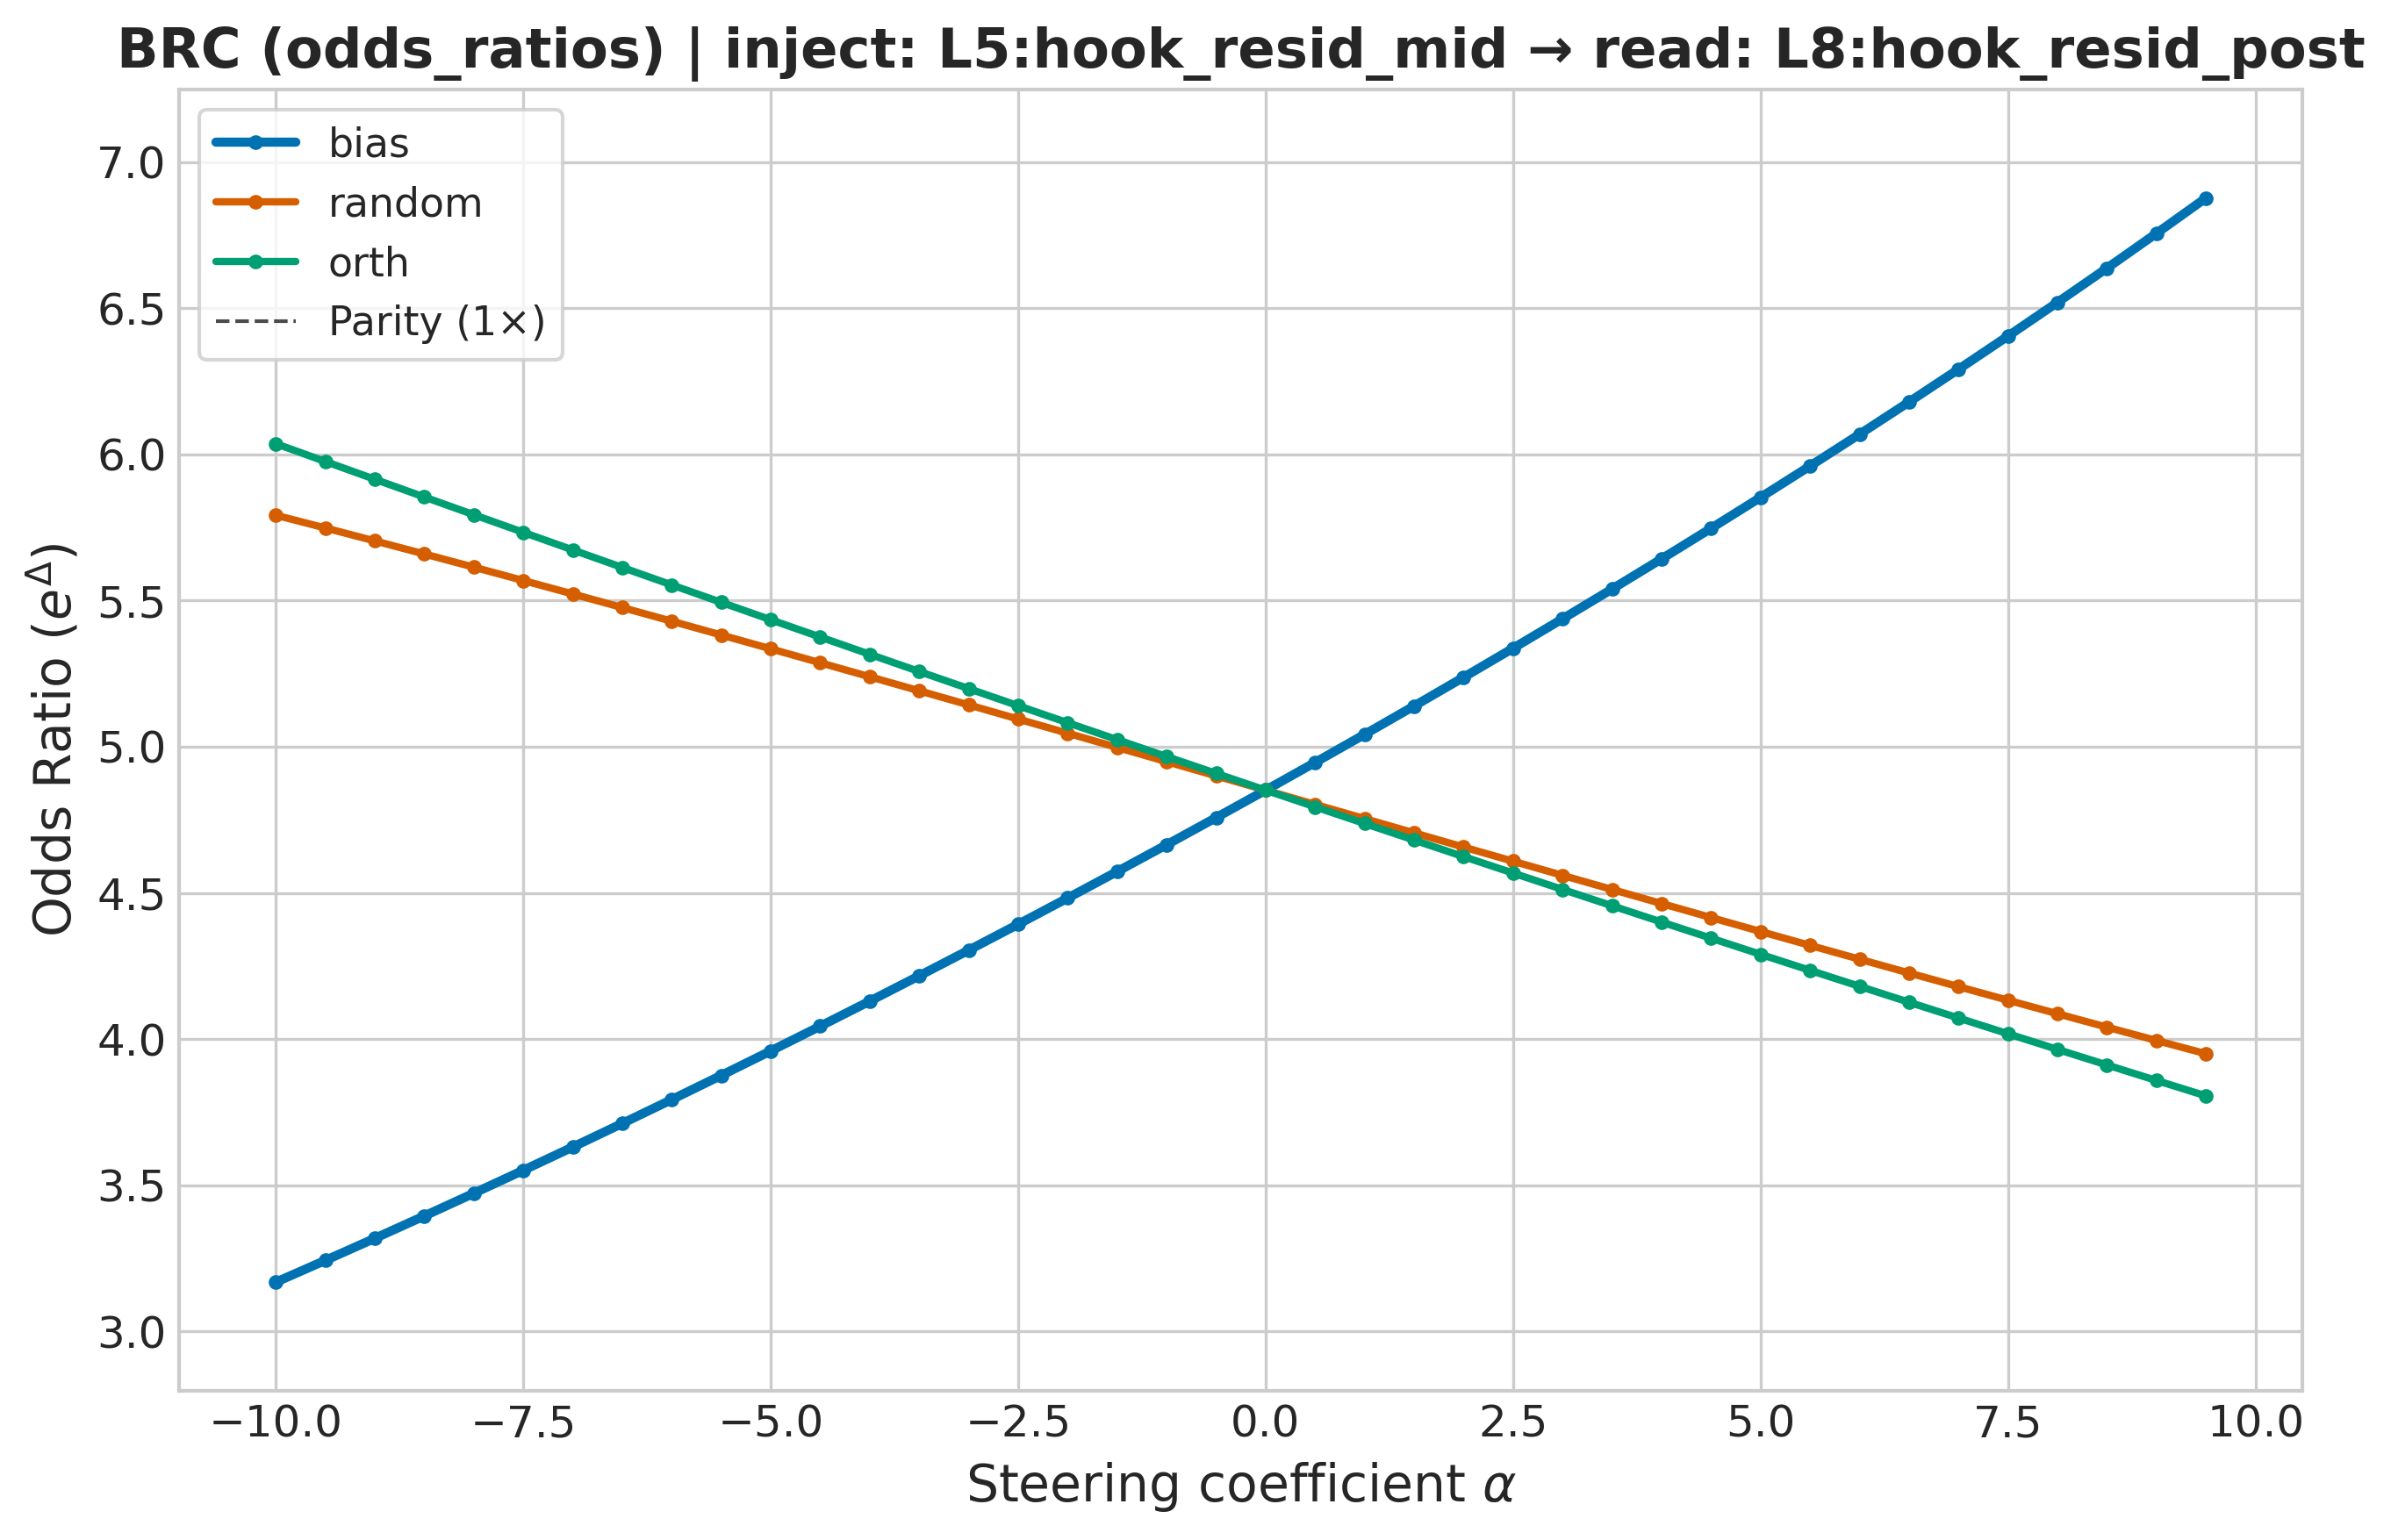 BRC (odds_ratios) | inject: L5:hook_resid_mid → read: L8:hook_resid_post
bias
random
orth
Parity (1×)
7.0
6.5
6.0
5.5
5.0
4.5
4.0
3.5
3.0
Odds Ratio (e^Δ)
−10.0 −7.5 −5.0 −2.5 0.0 2.5 5.0 7.5 10.0
Steering coefficient α